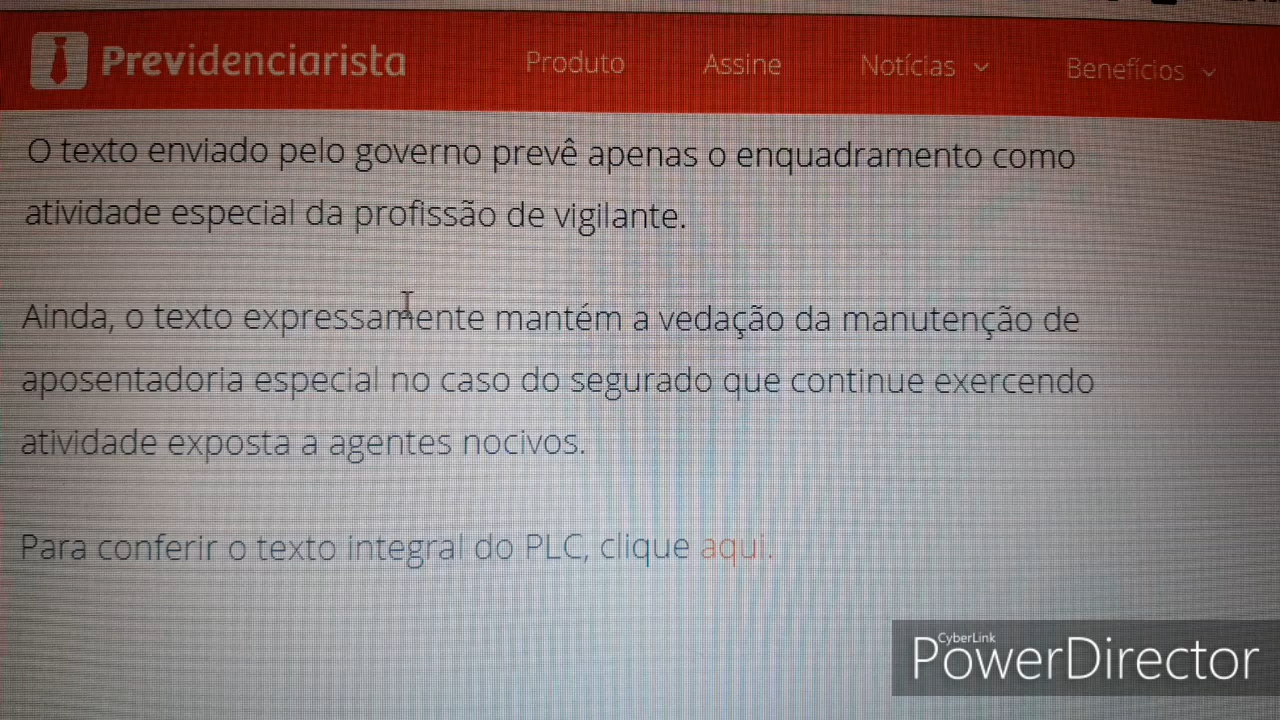 Previdenciarista Produto Assine Notícias Benefícios
O texto enviado pelo governo prevê apenas o enquadramento como
atividade especial da profissão de vigilante.
Ainda, o texto expressamente mantém a vedação da manutenção de
aposentadoria especial no caso do segurado que continue exercendo
atividade exposta a agentes nocivos.
Para conferir o texto integral do PLC, clique aqui.
CyberLink
PowerDirector